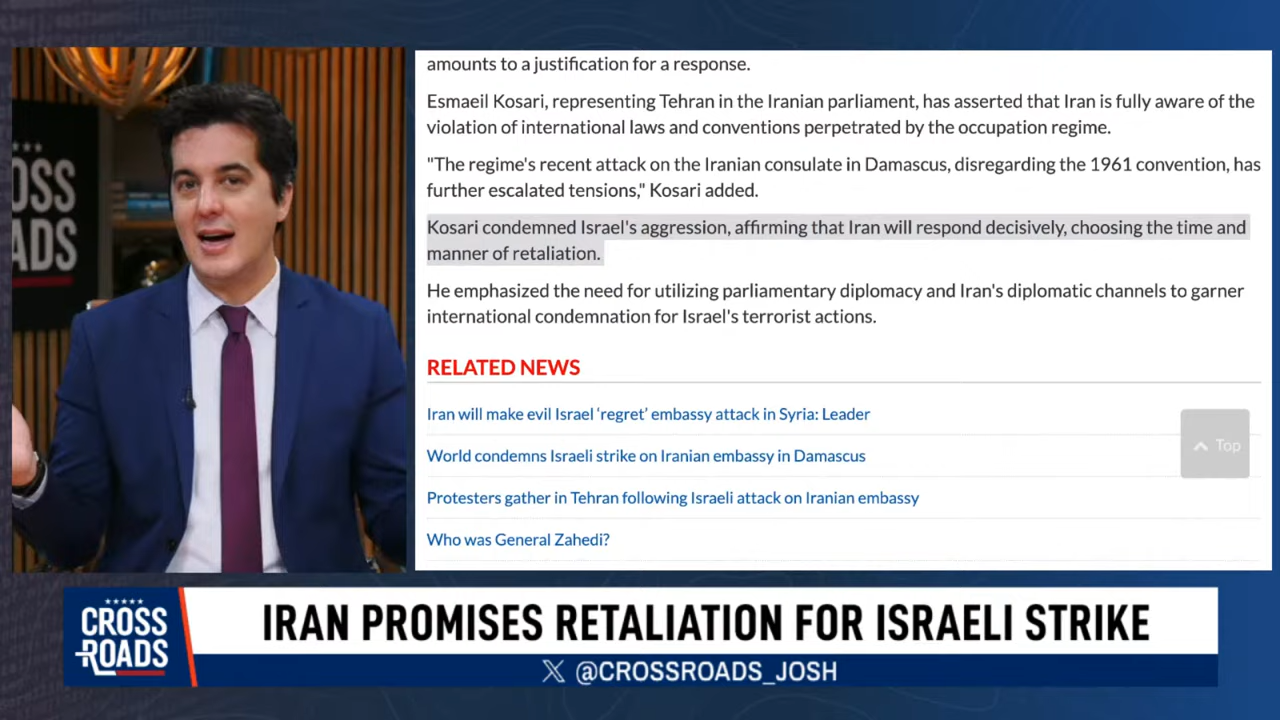 OSS
ADS
amounts to a justification for a response.
Esmaeil Kosari, representing Tehran in the Iranian parliament, has asserted that Iran is fully aware of the
violation of international laws and conventions perpetrated by the occupation regime.
"The regime's recent attack on the Iranian consulate in Damascus, disregarding the 1961 convention, has
further escalated tensions," Kosari added.
Kosari condemned Israel's aggression, affirming that Iran will respond decisively, choosing the time and
manner of retaliation.
He emphasized the need for utilizing parliamentary diplomacy and Iran's diplomatic channels to garner
international condemnation for Israel's terrorist actions.
RELATED NEWS
Iran will make evil Israel ‘regret’ embassy attack in Syria: Leader
World condemns Israeli strike on Iranian embassy in Damascus
Top
Protesters gather in Tehran following Israeli attack on Iranian embassy
Who was General Zahedi?
CROSS
ROADS
IRAN PROMISES RETALIATION FOR ISRAELI STRIKE
X @CROSSROADS_JOSH